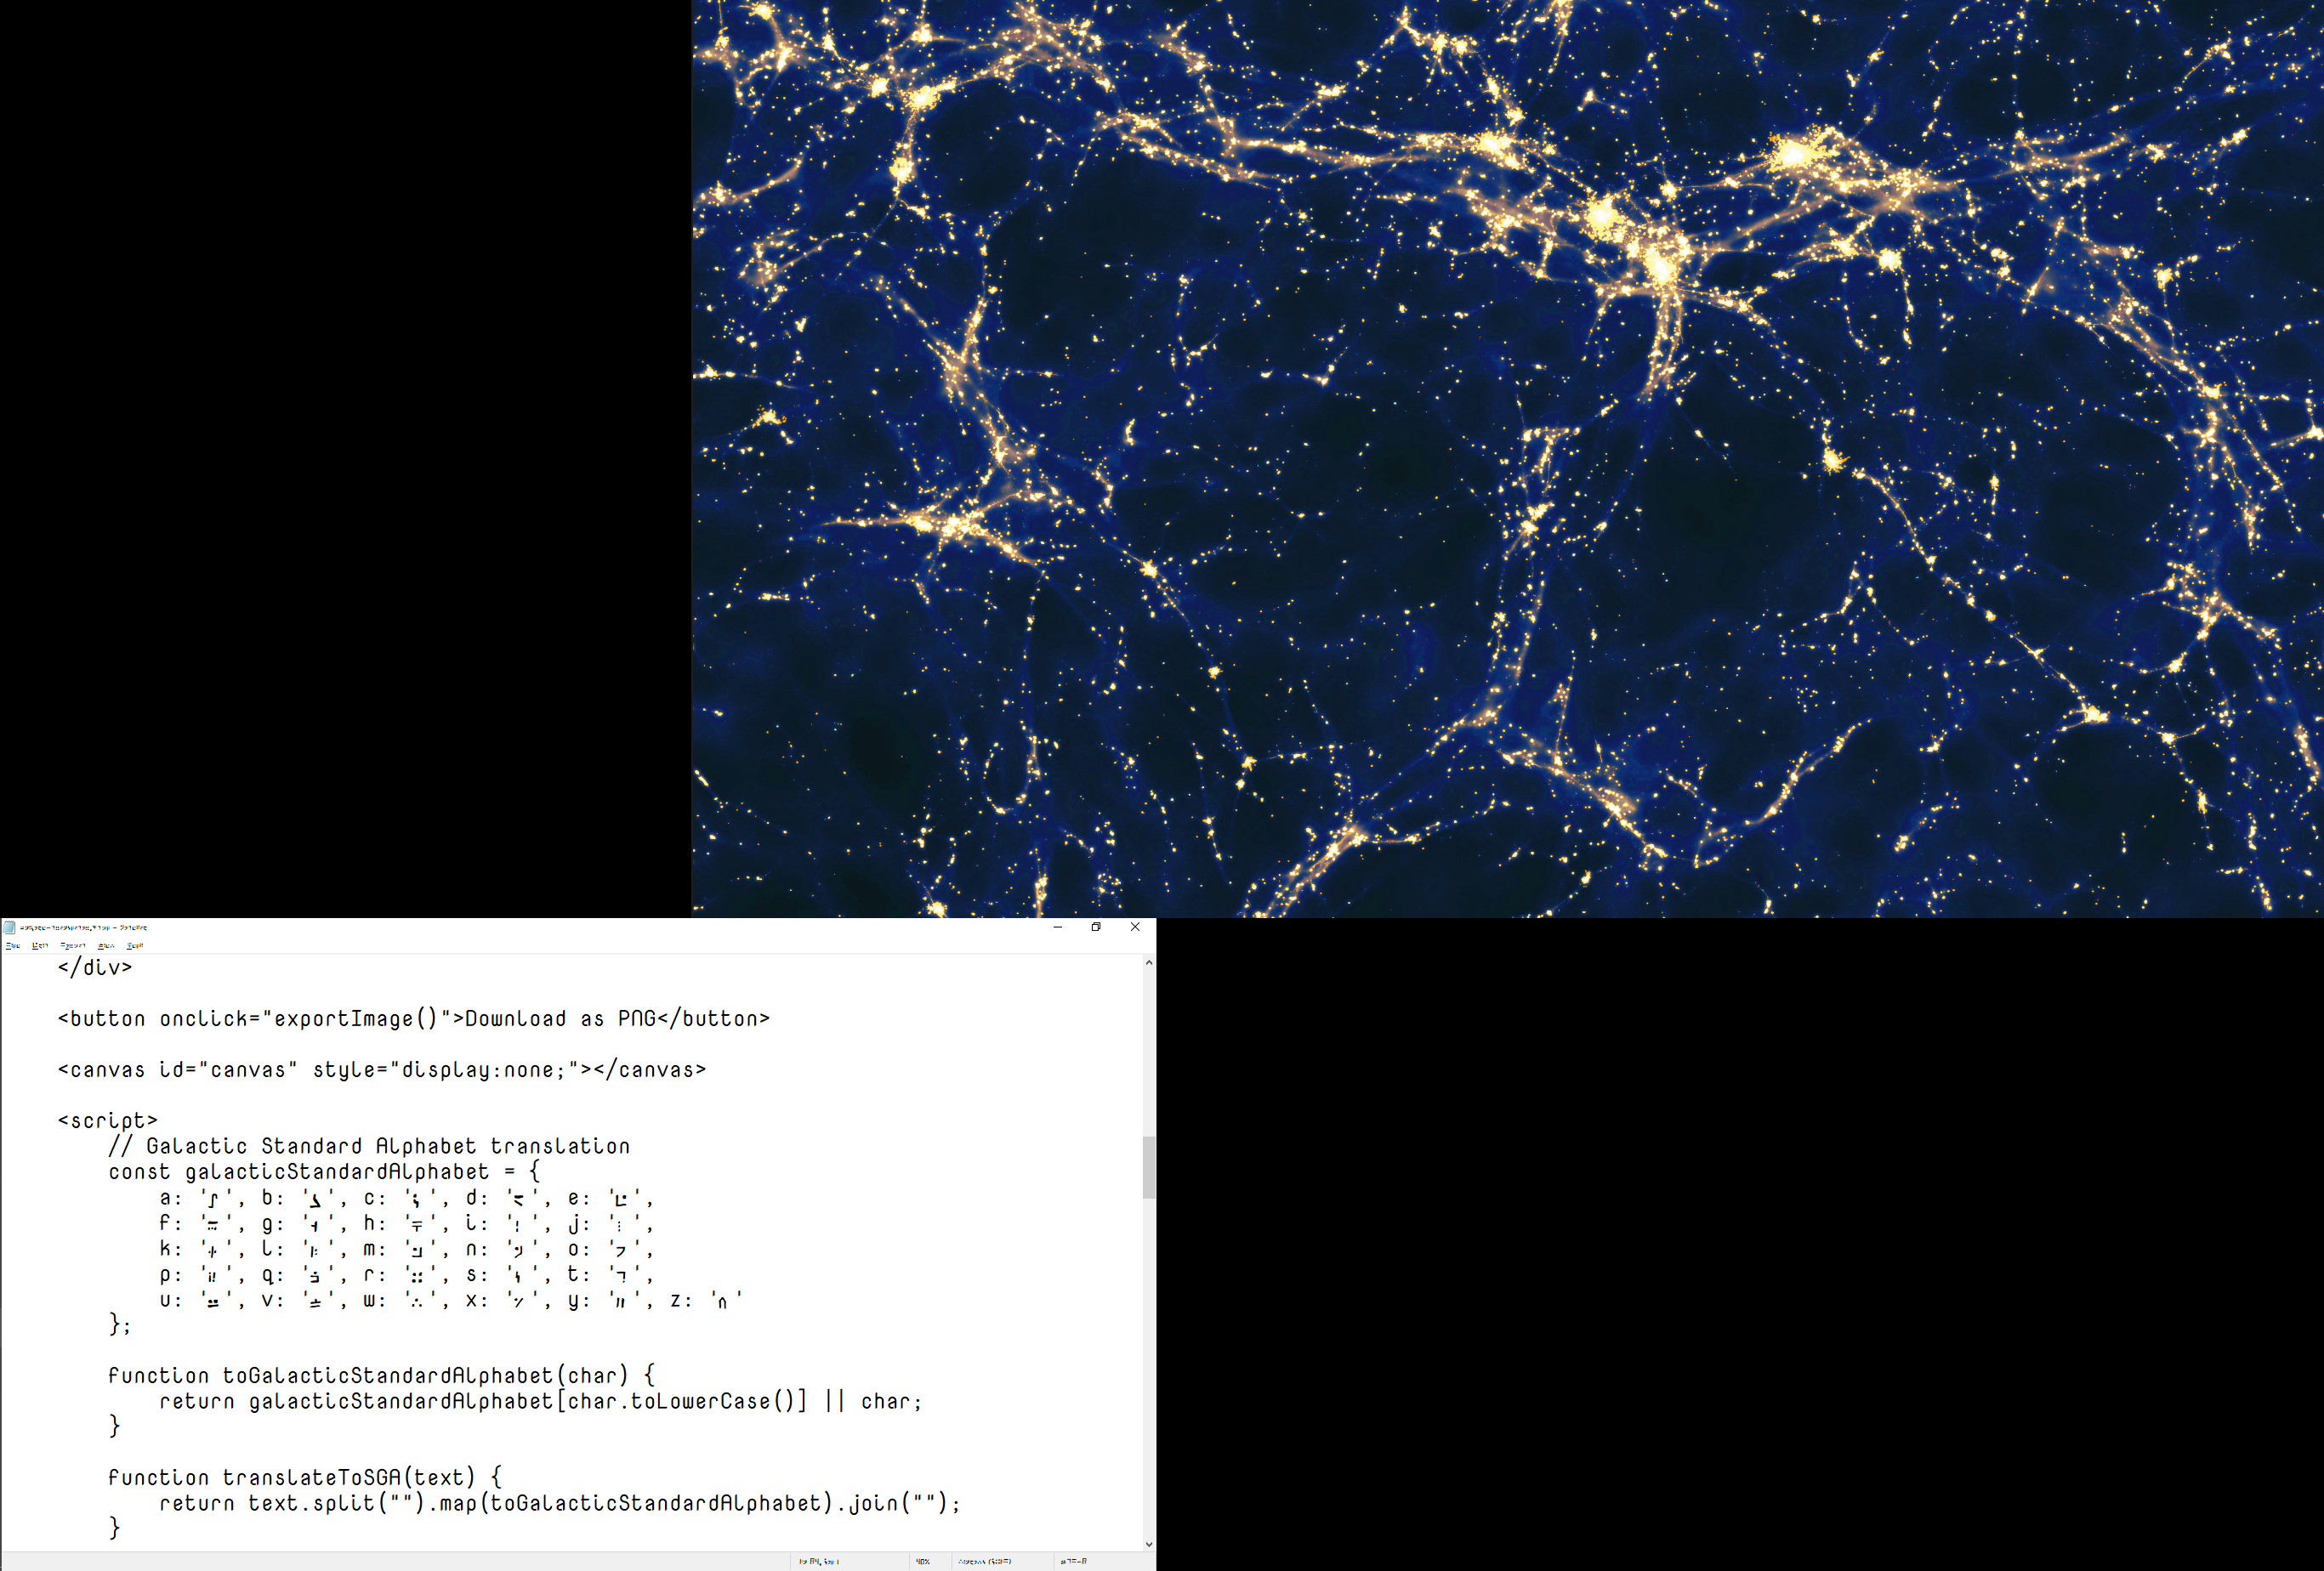 </div>
<button onclick="exportImage()">Download as PNG</button>
<canvas id="canvas" style="display:none;"></canvas>
<script>
// Galactic Standard Alphabet translation
const galacticStandardAlphabet = {
a: ' ', b: ' ', c: ' ', d: ' ', e: ' ',
f: ' ', g: ' ', h: ' ', i: ' ', j: ' ',
k: ' ', l: ' ', m: ' ', n: ' ', o: ' ',
p: ' ', q: ' ', r: ' ', s: ' ', t: ' ',
u: ' ', v: ' ', w: ' ', x: ' ', y: ' ', z: ' '
};
function toGalacticStandardAlphabet(char) {
return galacticStandardAlphabet[char.toLowerCase()] || char;
}
function translateToSGA(text) {
return text.split("").map(toGalacticStandardAlphabet).join("");
}